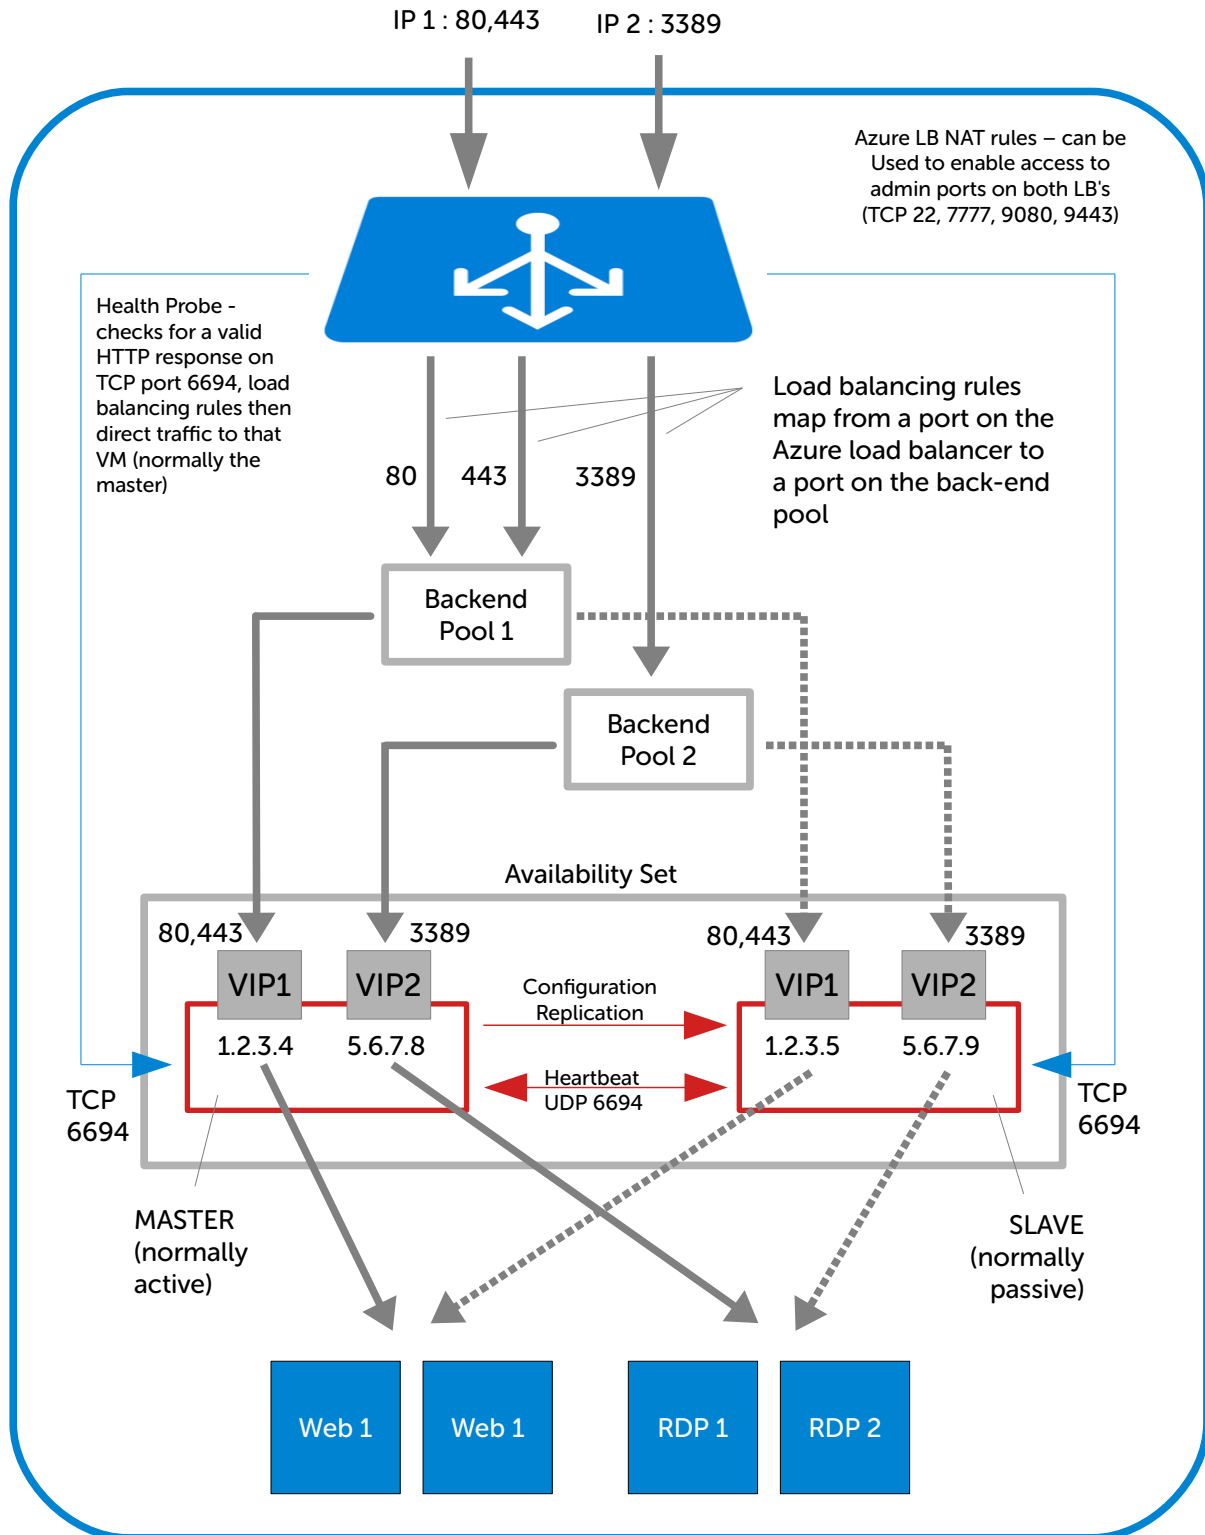 IP 1 : 80,443
IP 2 : 3389
Azure LB NAT rules – can be
Used to enable access to
admin ports on both LB's
(TCP 22, 7777, 9080, 9443)
Health Probe -
checks for a valid
HTTP response on
TCP port 6694, load
balancing rules then
direct traffic to that
VM (normally the
master)
Load balancing rules
map from a port on the
Azure load balancer to
a port on the back-end
pool
80
443
3389
Backend
Pool 1
Backend
Pool 2
Availability Set
80,443
3389
80,443
3389
VIP1
VIP2
VIP1
VIP2
Configuration
Replication
1.2.3.4
5.6.7.8
1.2.3.5
5.6.7.9
Heartbeat
UDP 6694
TCP
6694
TCP
6694
MASTER
(normally
active)
SLAVE
(normally
passive)
Web 1
Web 1
RDP 1
RDP 2